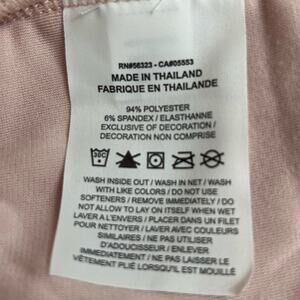 RN#56323 - CA#05553
MADE IN THAILAND
FABRIQUE EN THAILANDE
94% POLYESTER
6% SPANDEX / ELASTHANNE
EXCLUSIVE OF DECORATION /
DECORATION NON COMPRISE
30C
WASH INSIDE OUT / WASH IN NET / WASH
WITH LIKE COLORS / DO NOT USE
SOFTENERS / REMOVE IMMEDIATELY / DO
NOT ALLOW TO LAY ON ITSELF WHEN WET
LAVER A L'ENVERS / PLACER DANS UN FILET
POUR NETTOYER / LAVER AVEC COULEURS
SIMILAIRES / NE PAS UTILISER
D'ADOUCISSEUR / ENLEVER
IMMÉDIATEMENT / NE PAS LAISSER LE
VÊTEMENT PLIÉ LORSQU'IL EST MOUILLÉ